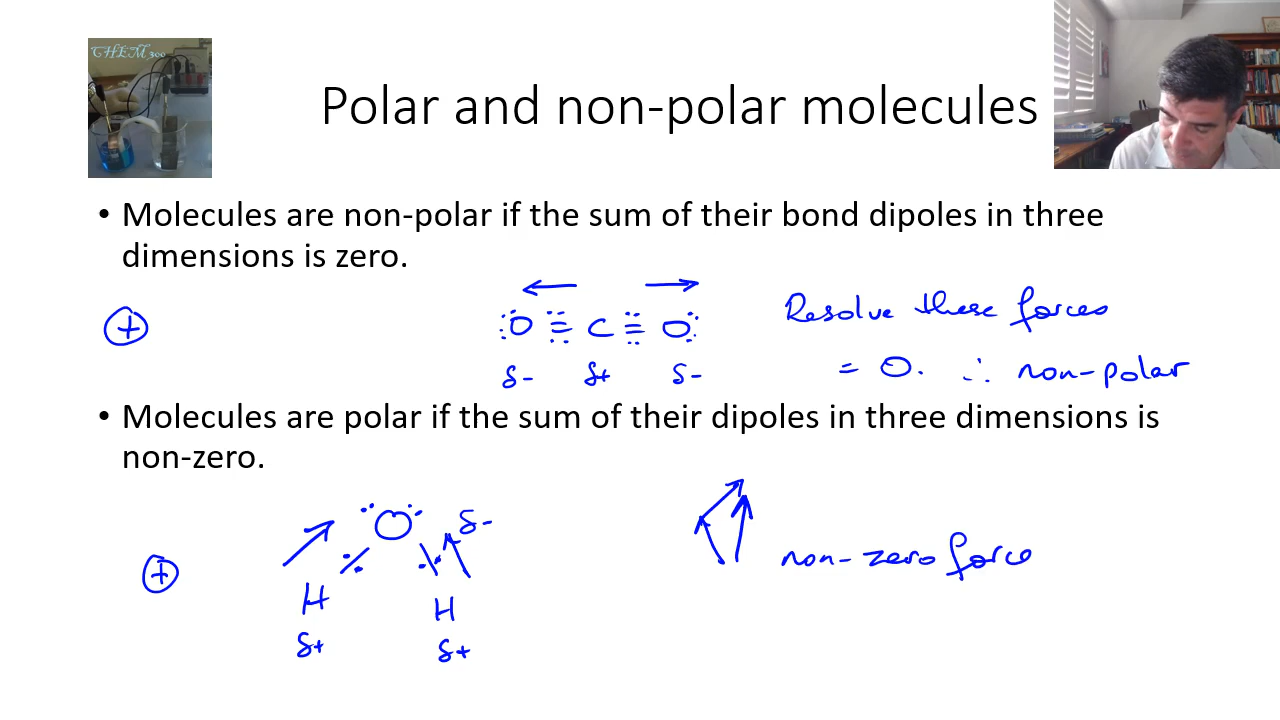 CHEM 300
Polar and non-polar molecules
• Molecules are non-polar if the sum of their bond dipoles in three
dimensions is zero.
+
O C O
δ- δ+ δ-
Resolve these forces
= 0. ∴ non-polar
• Molecules are polar if the sum of their dipoles in three dimensions is
non-zero.
+
O δ-
H H
δ+ δ+
non-zero force